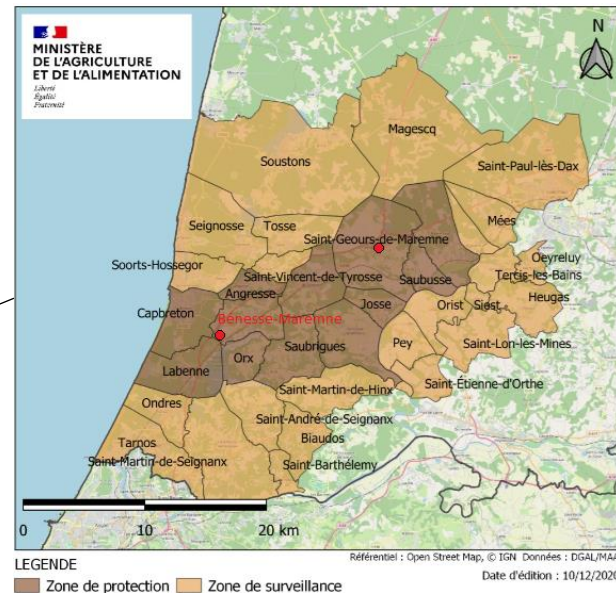 MINISTÈRE
DE L'AGRICULTURE
ET DE L'ALIMENTATION
Liberté
Égalité
Fraternité
N
Magescq
Soustons
Saint-Paul-lès-Dax
Seignosse
Tosse
Mées
Saint-Geours-de-Maremne
Oeyreluy
Soorts-Hossegor
Saint-Vincent-de-Tyrosse
Saubusse
Tercis-les-Bains
Angresse
Heugas
Capbreton
Josse
Orist
Siest
Bénesse-Maremne
Saubrigues
Pey
Saint-Lon-les-Mines
Orx
Labenne
Saint-Martin-de-Hinx
Saint-Étienne-d'Orthe
Ondres
Saint-André-de-Seignanx
Tarnos
Biaudos
Saint-Martin-de-Seignanx
Saint-Barthélemy
0 10 20 km
Référentiel : Open Street Map, © IGN Données : DGAL/MAA
LEGENDE
Date d'édition : 10/12/2020
Zone de protection Zone de surveillance